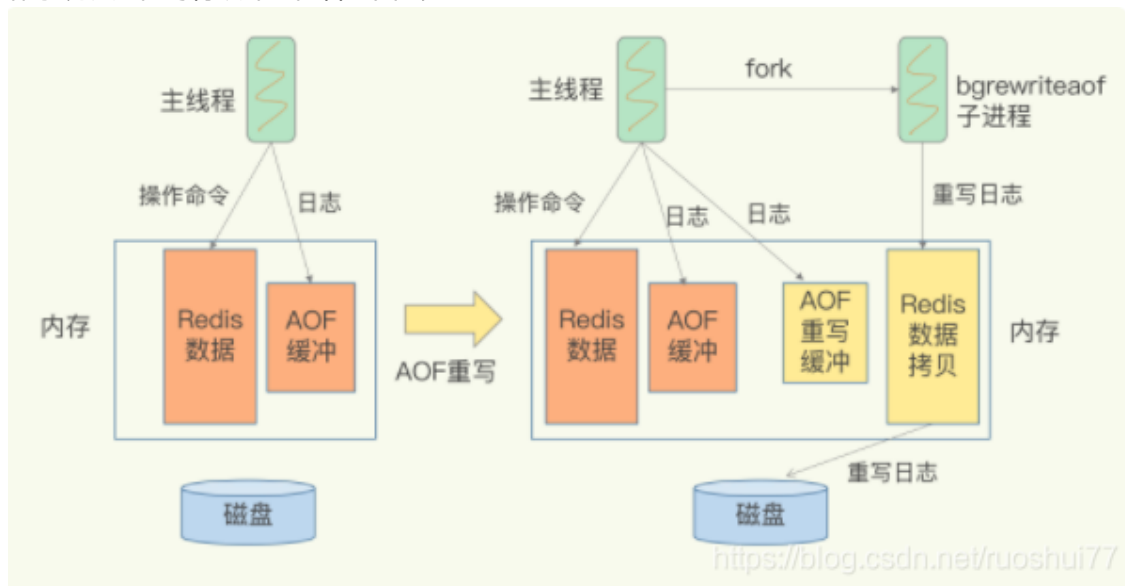 主线程
操作命令
日志
内存
Redis
数据
AOF
缓冲
磁盘
AOF重写
主线程
fork
bgrewriteaof
子进程
操作命令
日志
日志
重写日志
Redis
数据
AOF
缓冲
AOF
重写
缓冲
Redis
数据
拷贝
内存
重写日志
磁盘
https://blog.csdn.net/ruoshui77